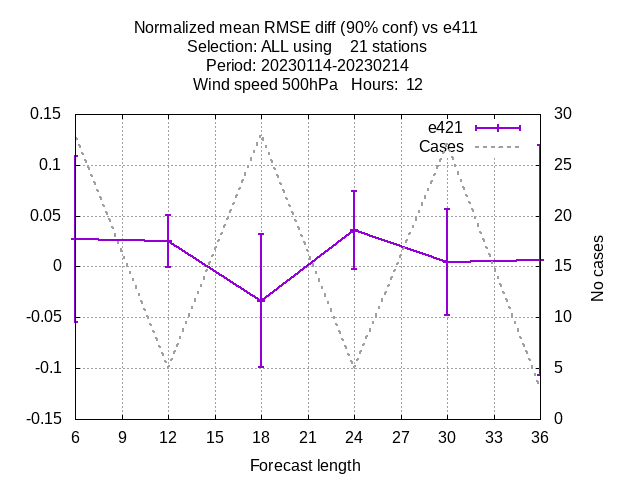 Normalized mean RMSE diff (90% conf) vs e411
Selection: ALL using    21 stations
Period: 20230114-20230214
Wind speed 500hPa   Hours:  12
e421
Cases
0.15
0.1
0.05
0
-0.05
-0.1
-0.15
30
25
20
15
10
5
0
No cases
6 9 12 15 18 21 24 27 30 33 36
Forecast length